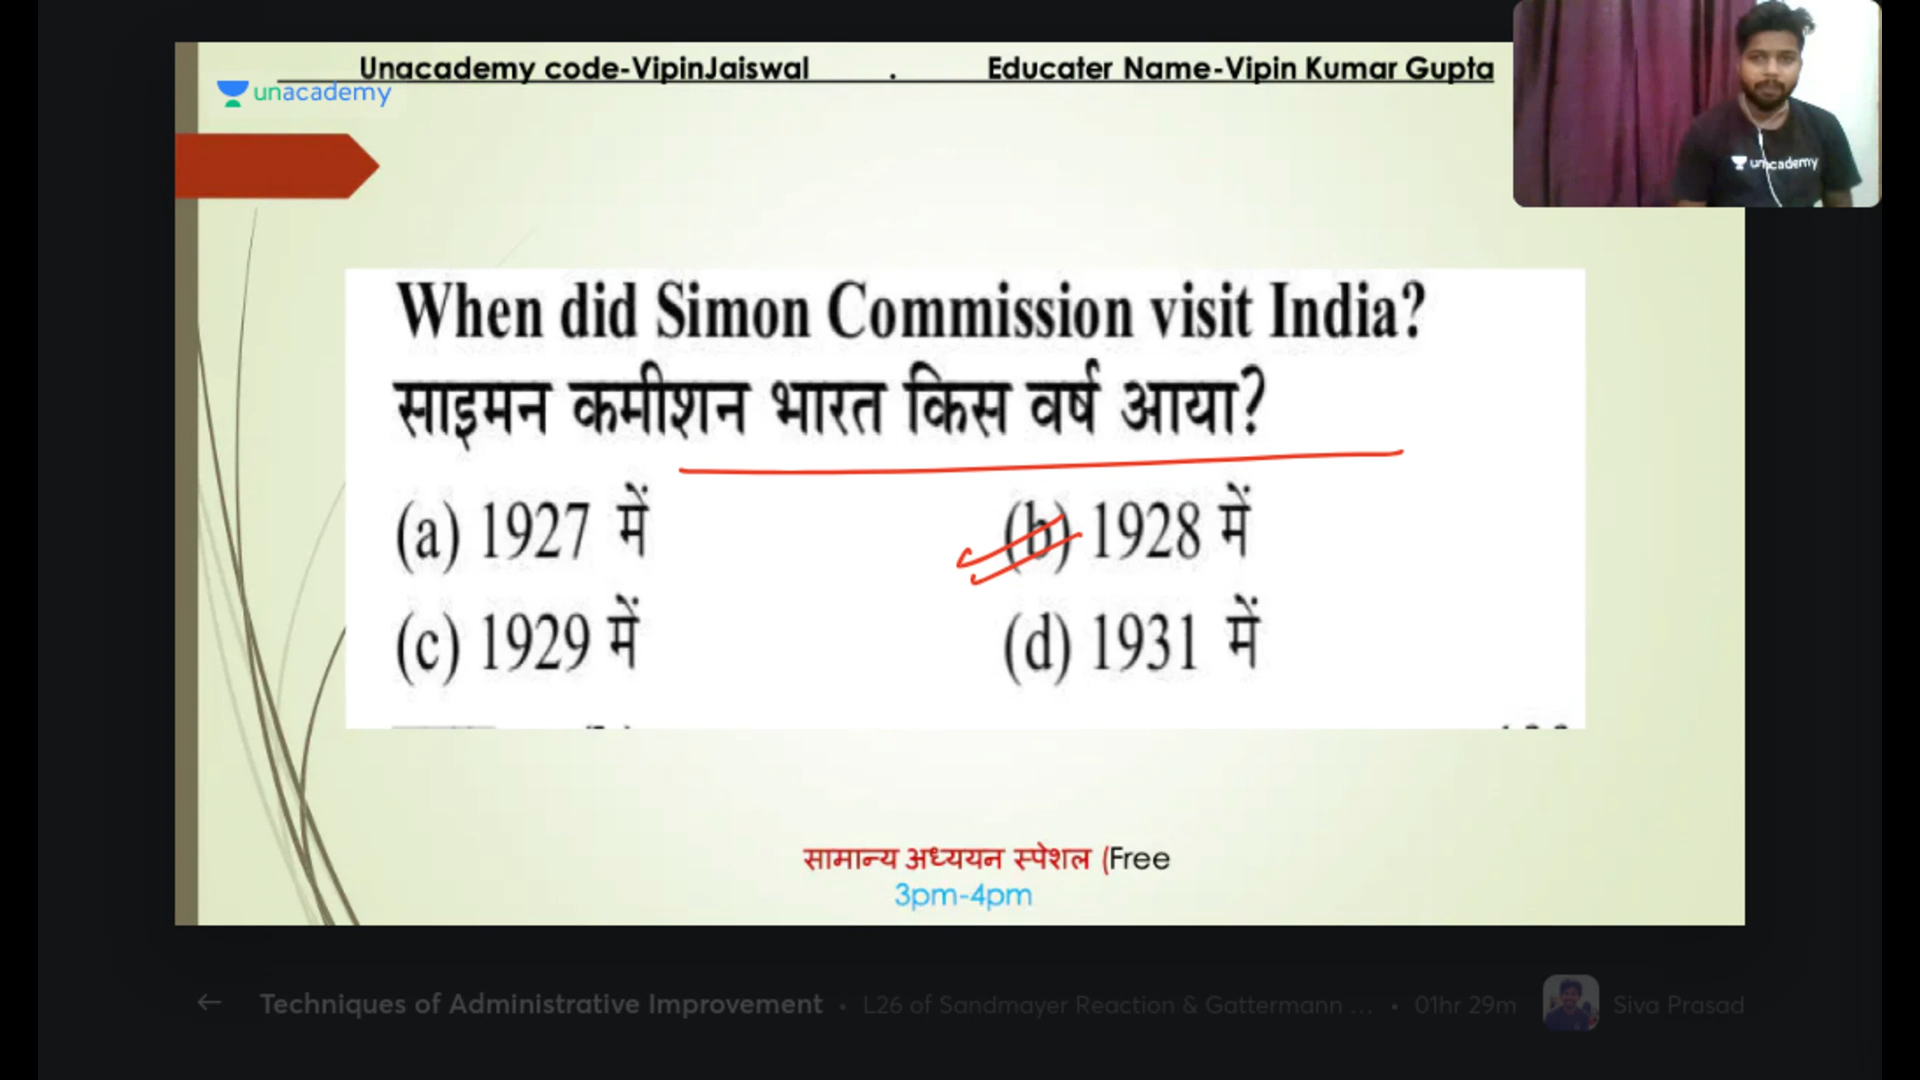 Unacademy code-VipinJaiswal . Educater Name-Vipin Kumar Gupta
unacademy
unacademy
When did Simon Commission visit India?
साइमन कमीशन भारत किस वर्ष आया?
(a) 1927 में (b) 1928 में
(c) 1929 में (d) 1931 में
सामान्य अध्ययन स्पेशल (Free
3pm-4pm
Techniques of Administrative Improvement • L26 of Sandmayer Reaction & Gattermann ... • 01hr 29m Siva Prasad